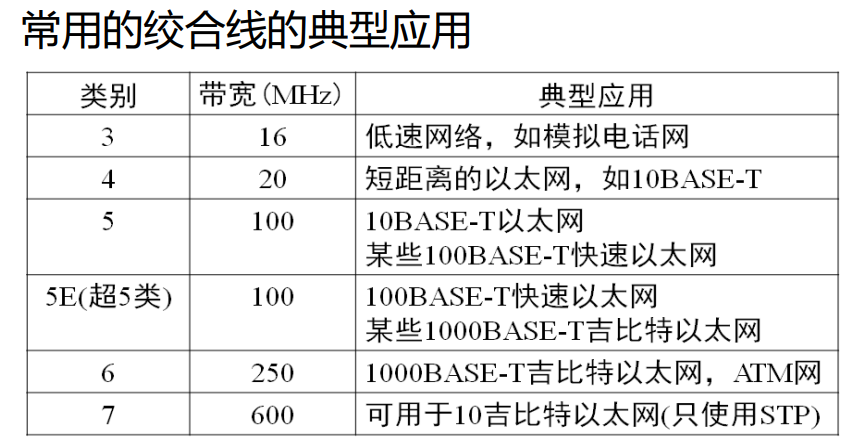 常用的绞合线的典型应用
类别 带宽(MHz) 典型应用
3 16 低速网络，如模拟电话网
4 20 短距离的以太网，如10BASE-T
5 100 10BASE-T以太网
某些100BASE-T快速以太网
5E(超5类) 100 100BASE-T快速以太网
某些1000BASE-T吉比特以太网
6 250 1000BASE-T吉比特以太网，ATM网
7 600 可用于10吉比特以太网(只使用STP)